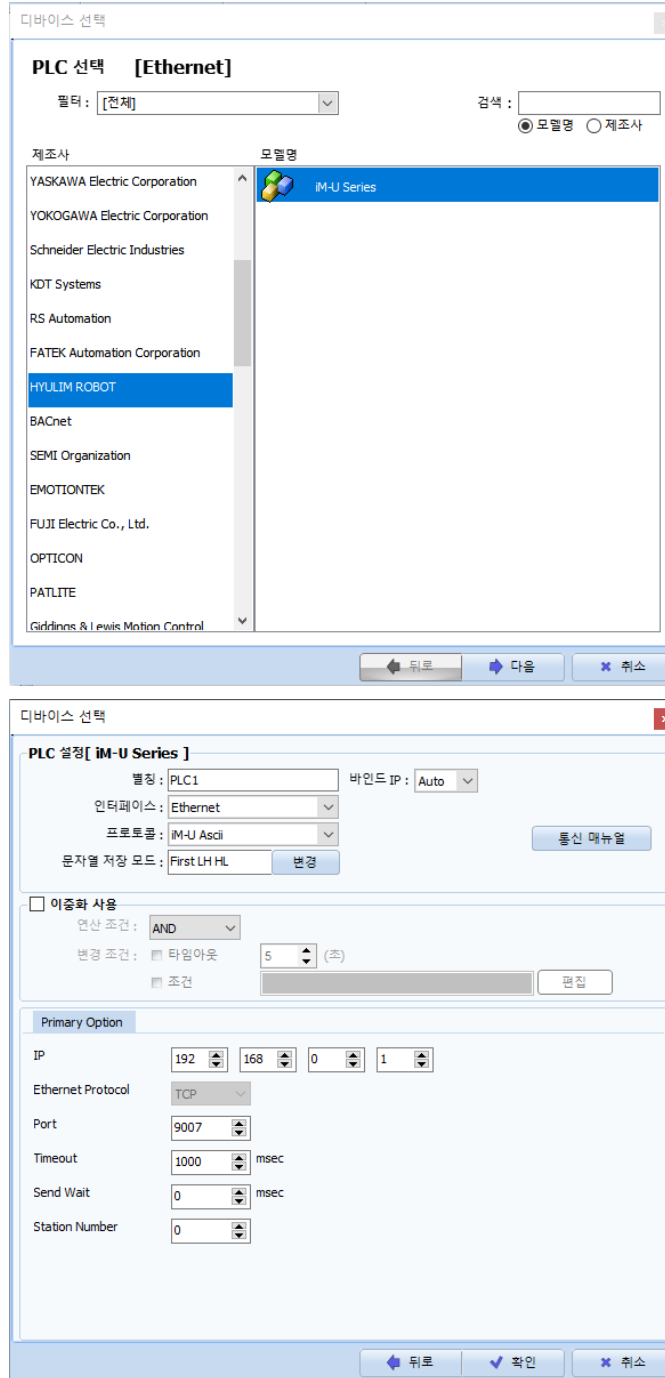 디바이스 선택
PLC 선택 [Ethernet]
필터 : [전체] 검색 :
모델명 제조사
제조사 모델명
YASKAWA Electric Corporation iM-U Series
YOKOGAWA Electric Corporation
Schneider Electric Industries
KDT Systems
RS Automation
FATEK Automation Corporation
HYULIM ROBOT
BACnet
SEMI Organization
EMOTIONTEK
FUJI Electric Co., Ltd.
OPTICON
PATLITE
Giddings & Lewis Motion Control
뒤로 다음 취소
디바이스 선택
PLC 설정[ iM-U Series ]
별칭 : PLC1 바인드 IP : Auto
인터페이스 : Ethernet
프로토콜 : iM-U Ascii 통신 매뉴얼
문자열 저장 모드 : First LH HL 변경
이중화 사용
연산 조건 : AND
변경 조건 : 타임아웃 5 (초)
조건 편집
Primary Option
IP 192 168 0 1
Ethernet Protocol TCP
Port 9007
Timeout 1000 msec
Send Wait 0 msec
Station Number 0
뒤로 확인 취소